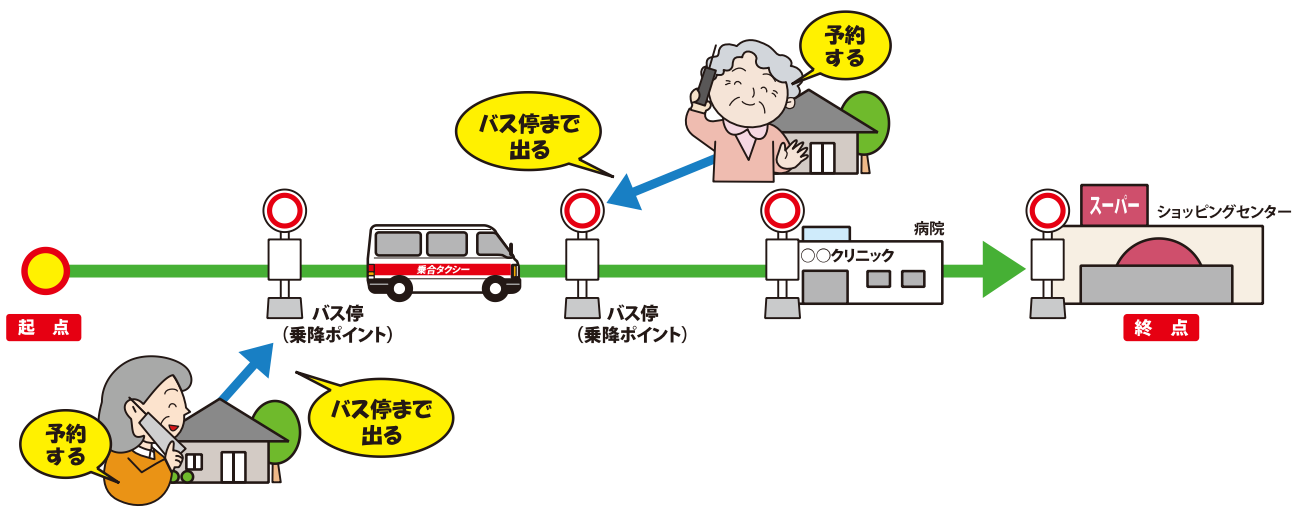 予約
する
バス停まで
出る
スーパー
ショッピングセンター
病院
〇〇クリニック
乗合タクシー
起点
バス停
（乗降ポイント）
バス停
（乗降ポイント）
終点
バス停まで
出る
予約
する